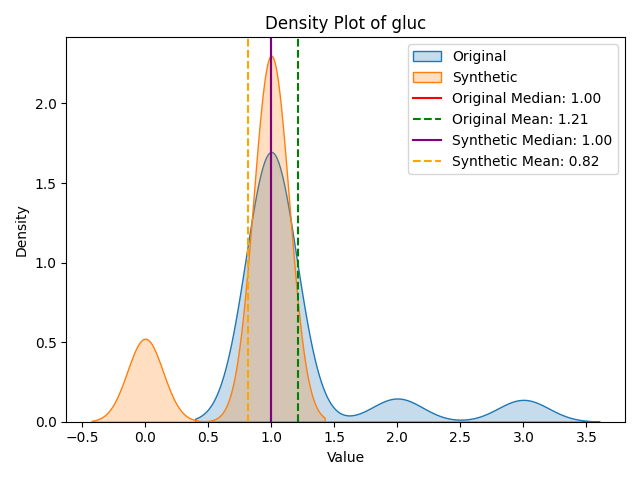 Density Plot of gluc
Original
Synthetic
Original Median: 1.00
Original Mean: 1.21
Synthetic Median: 1.00
Synthetic Mean: 0.82
Density
2.0
1.5
1.0
0.5
0.0
−0.5 0.0 0.5 1.0 1.5 2.0 2.5 3.0 3.5
Value